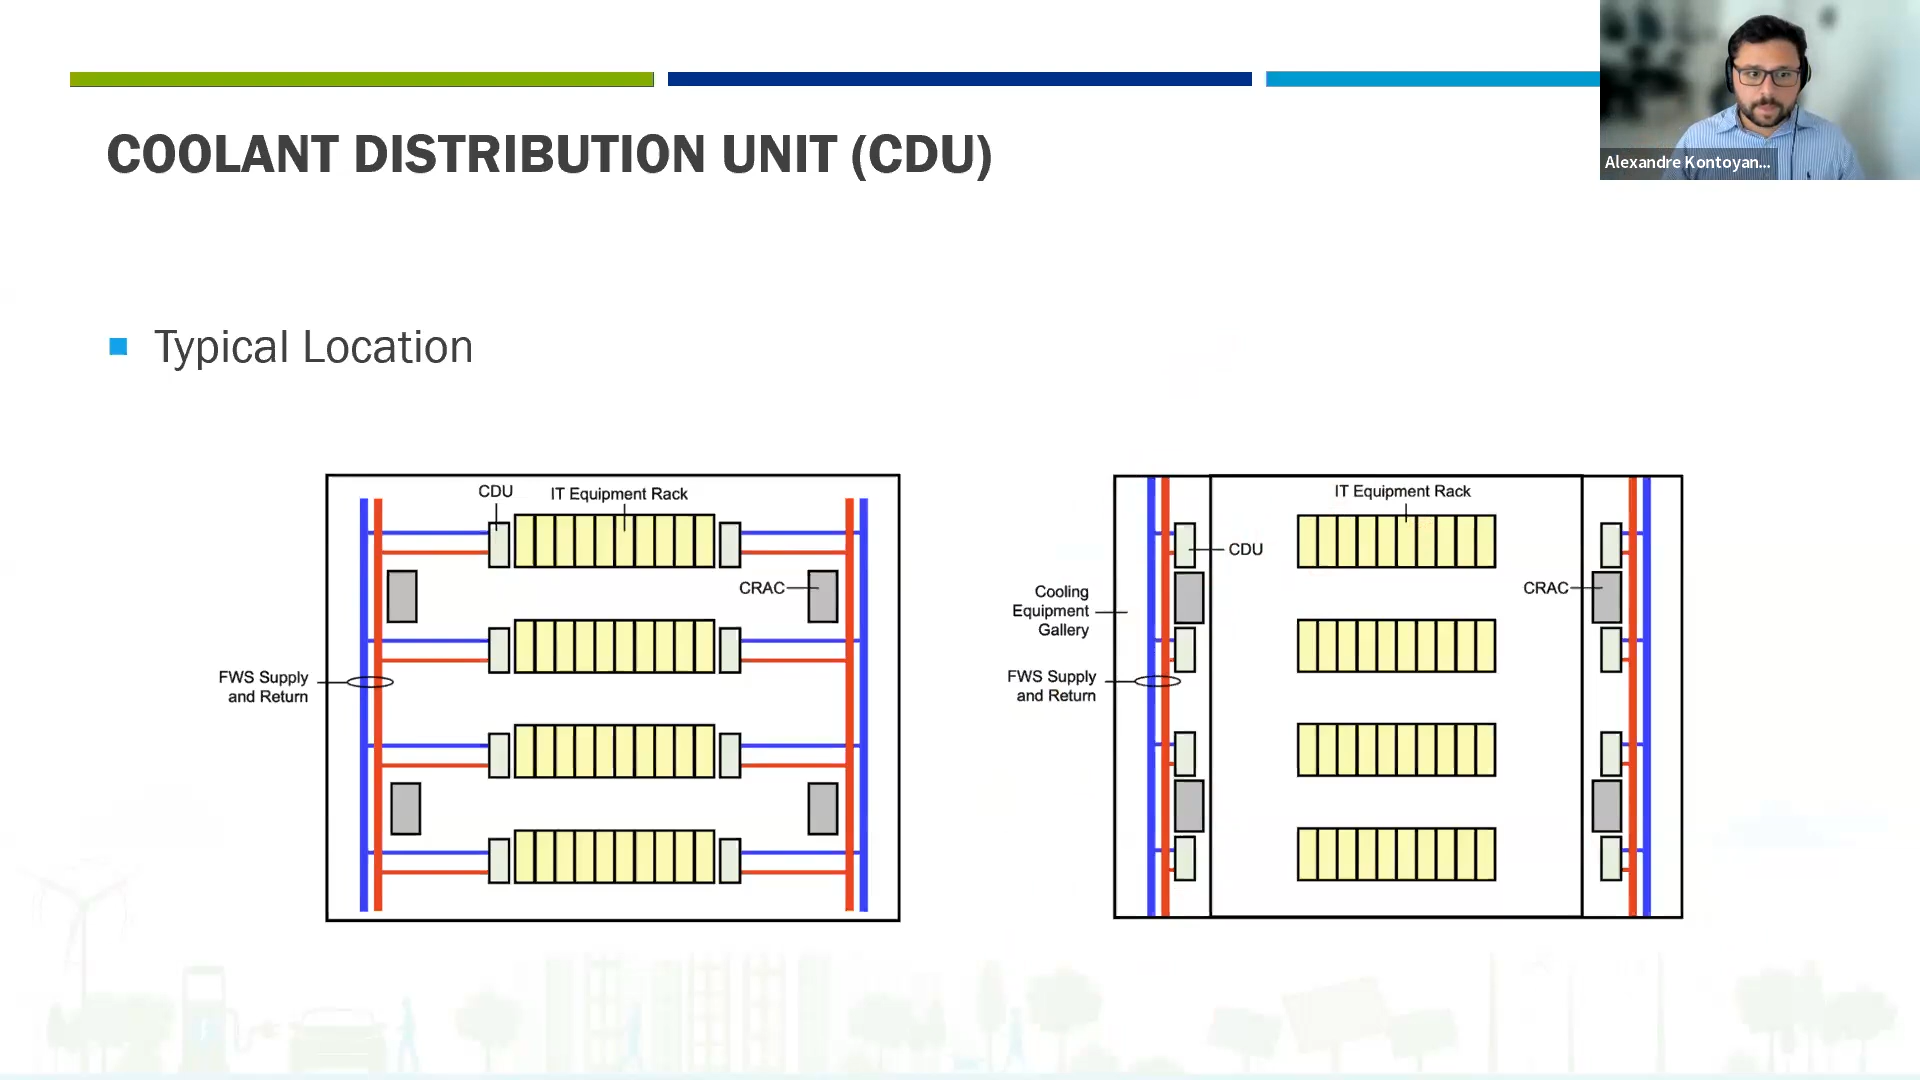 Alexandre Kontoyan...
COOLANT DISTRIBUTION UNIT (CDU)
Typical Location
CDU
IT Equipment Rack
CRAC
FWS Supply
and Return
IT Equipment Rack
CDU
CRAC
Cooling
Equipment
Gallery
FWS Supply
and Return